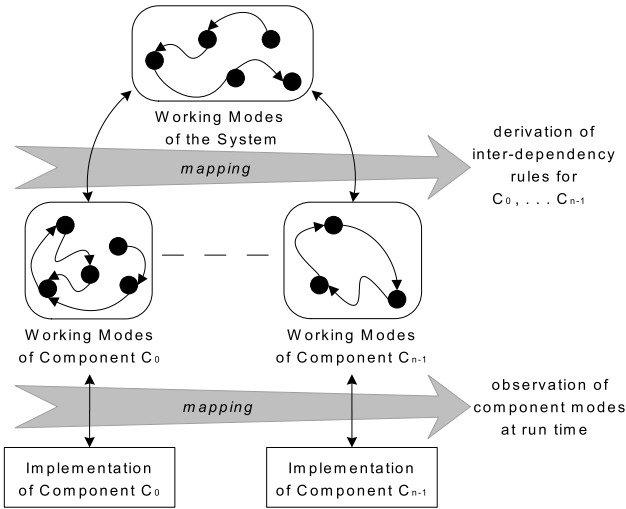 Working Modes
of the System
mapping
derivation of
inter-dependency
rules for
C0 , . . . Cn-1
Working Modes
of Component C0
Working Modes
of Component Cn-1
mapping
observation of
component modes
at run time
Implementation
of Component C0
Implementation
of Component Cn-1